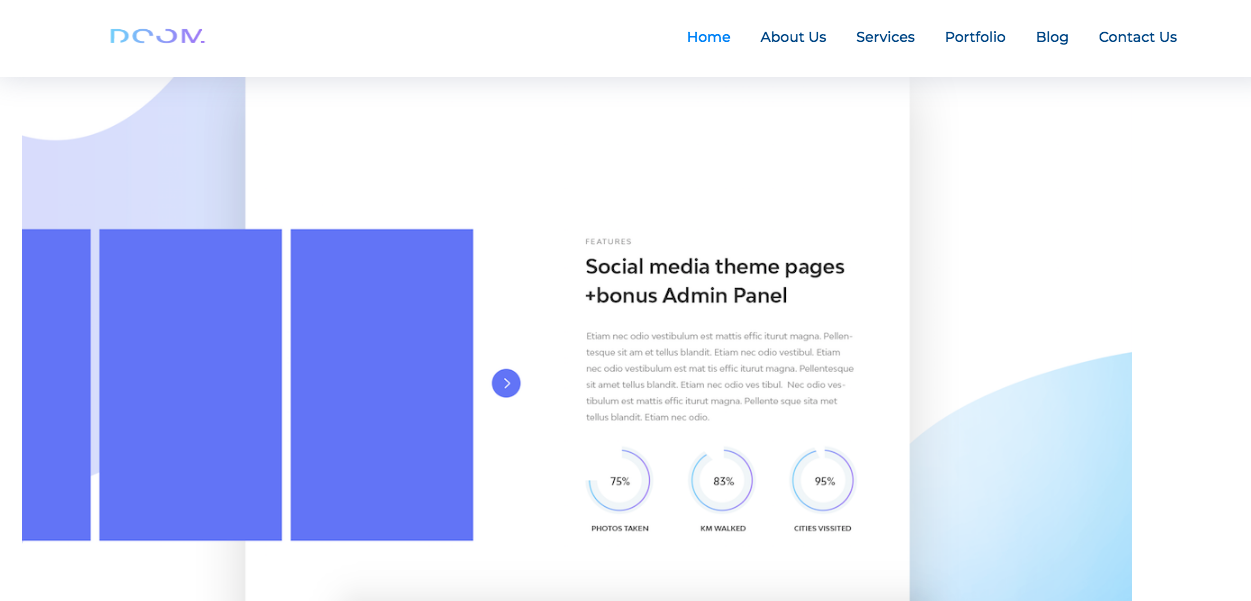 DOOM.
Home About Us Services Portfolio Blog Contact Us
FEATURES
Social media theme pages
+bonus Admin Panel
Etiam nec odio vestibulum est mattis effic iturut magna. Pellen-
tesque sit am et tellus blandit. Etiam nec odio vestibul. Etiam
nec odio vestibulum est mat tis effic iturut magna. Pellentesque
sit amet tellus blandit. Etiam nec odio ves tibul. Nec odio ves-
tibulum est mattis effic iturut magna. Pellente sque sita met
tellus blandit. Etiam nec odio.
75% 83% 95%
PHOTOS TAKEN KM WALKED CITIES VISSITED